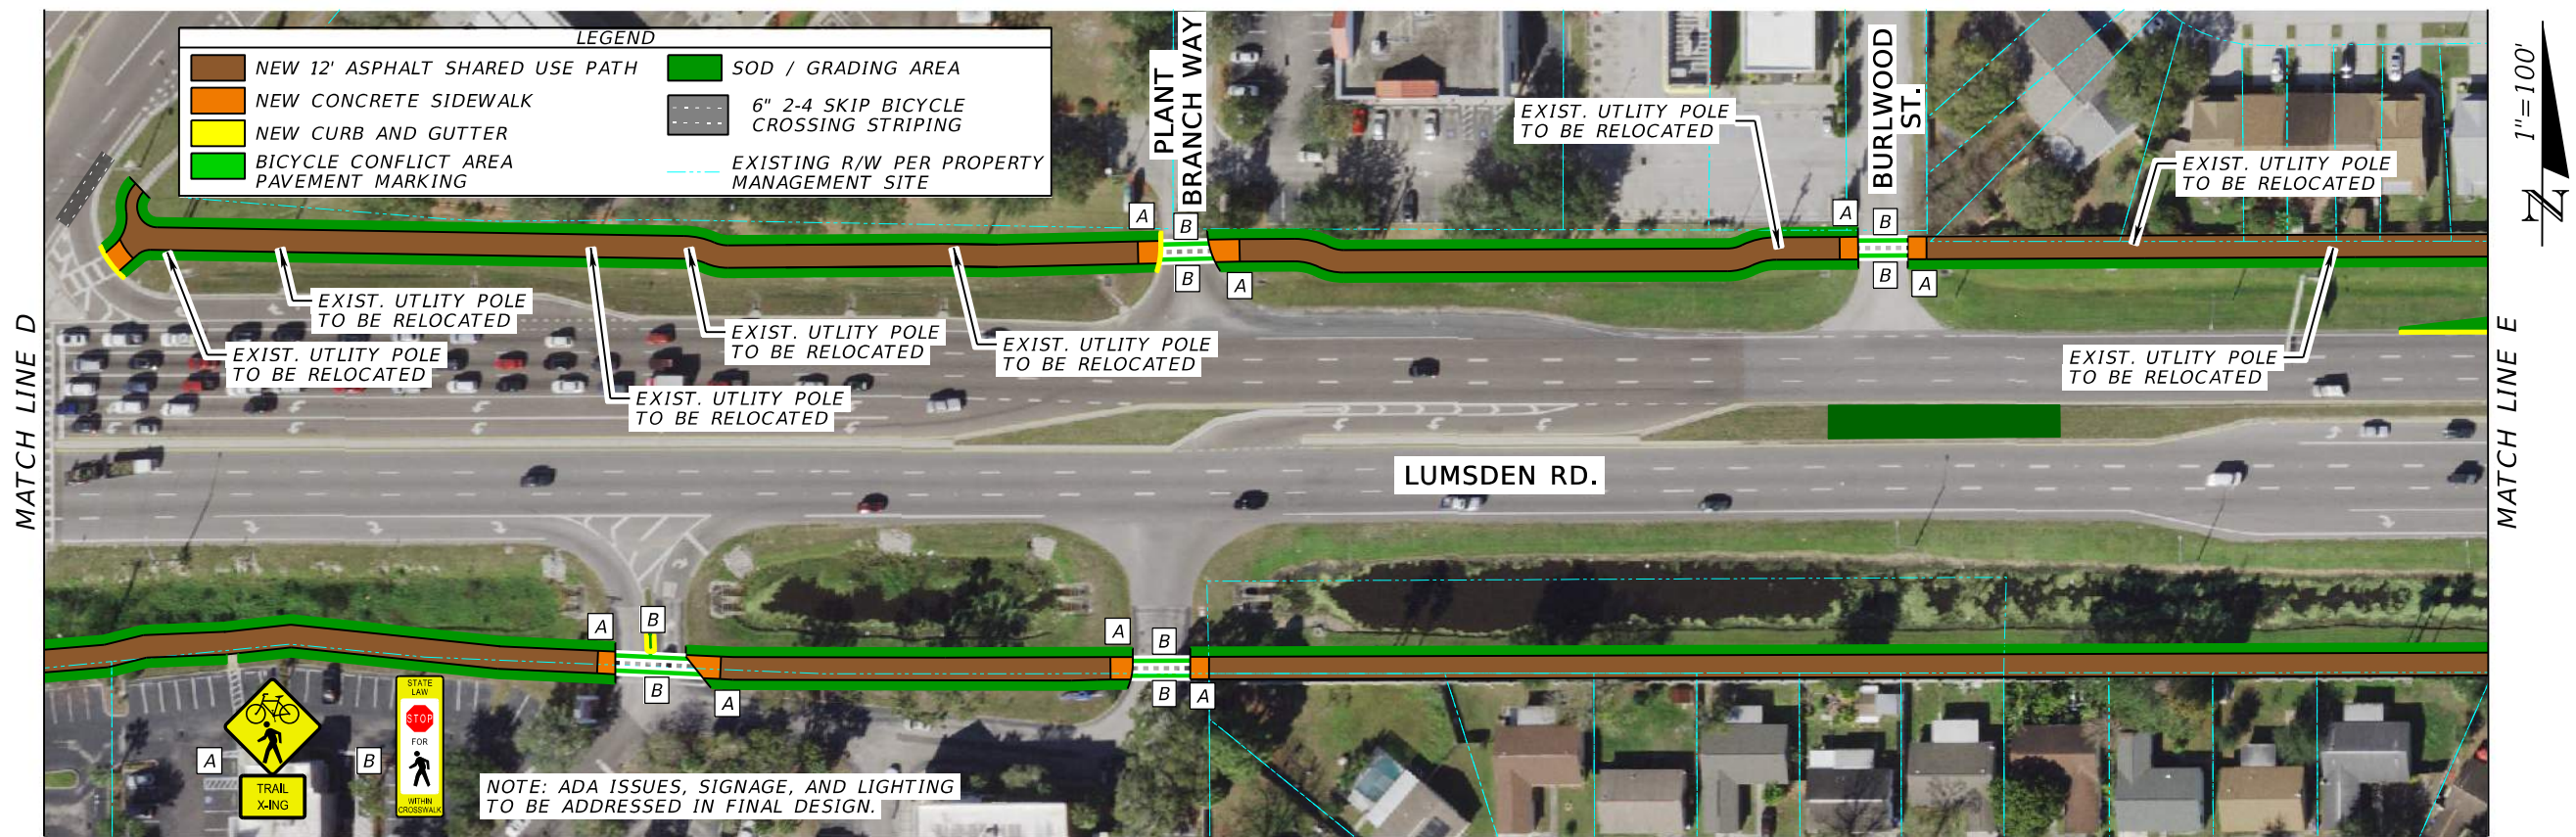 LEGEND
NEW 12' ASPHALT SHARED USE PATH
NEW CONCRETE SIDEWALK
NEW CURB AND GUTTER
BICYCLE CONFLICT AREA
PAVEMENT MARKING
SOD / GRADING AREA
6" 2-4 SKIP BICYCLE
CROSSING STRIPING
EXISTING R/W PER PROPERTY
MANAGEMENT SITE
PLANT
BRANCH WAY
BURLWOOD
ST.
1"=100'
N
EXIST. UTLITY POLE
TO BE RELOCATED
EXIST. UTLITY POLE
TO BE RELOCATED
A
B
A
B
B
A
B
A
EXIST. UTLITY POLE
TO BE RELOCATED
EXIST. UTLITY POLE
TO BE RELOCATED
EXIST. UTLITY POLE
TO BE RELOCATED
EXIST. UTLITY POLE
TO BE RELOCATED
EXIST. UTLITY POLE
TO BE RELOCATED
EXIST. UTLITY POLE
TO BE RELOCATED
MATCH LINE D
MATCH LINE E
LUMSDEN RD.
A
B
B
A
A
B
B
A
A
TRAIL
X-ING
B
STATE
LAW
STOP
FOR
WITHIN
CROSSWALK
NOTE: ADA ISSUES, SIGNAGE, AND LIGHTING
TO BE ADDRESSED IN FINAL DESIGN.